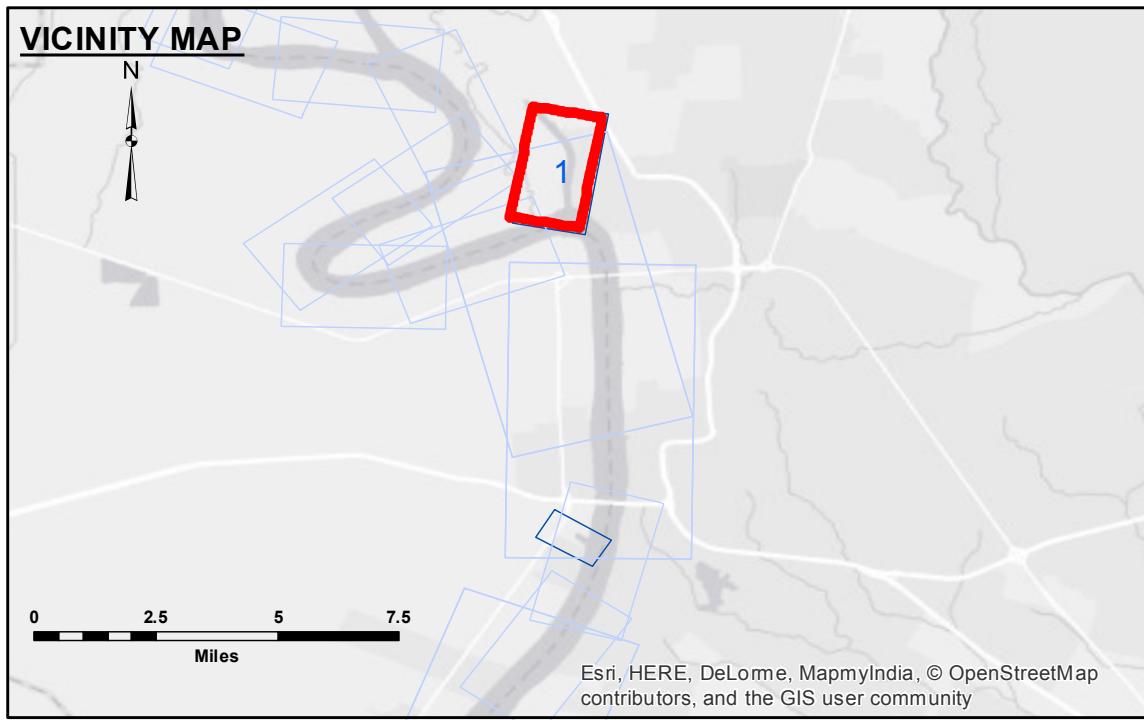 VICINITY MAP
N
1
0 2.5 5 7.5
Miles
Esri, HERE, DeLorme, MapmyIndia, © OpenStreetMap
contributors, and the GIS user community